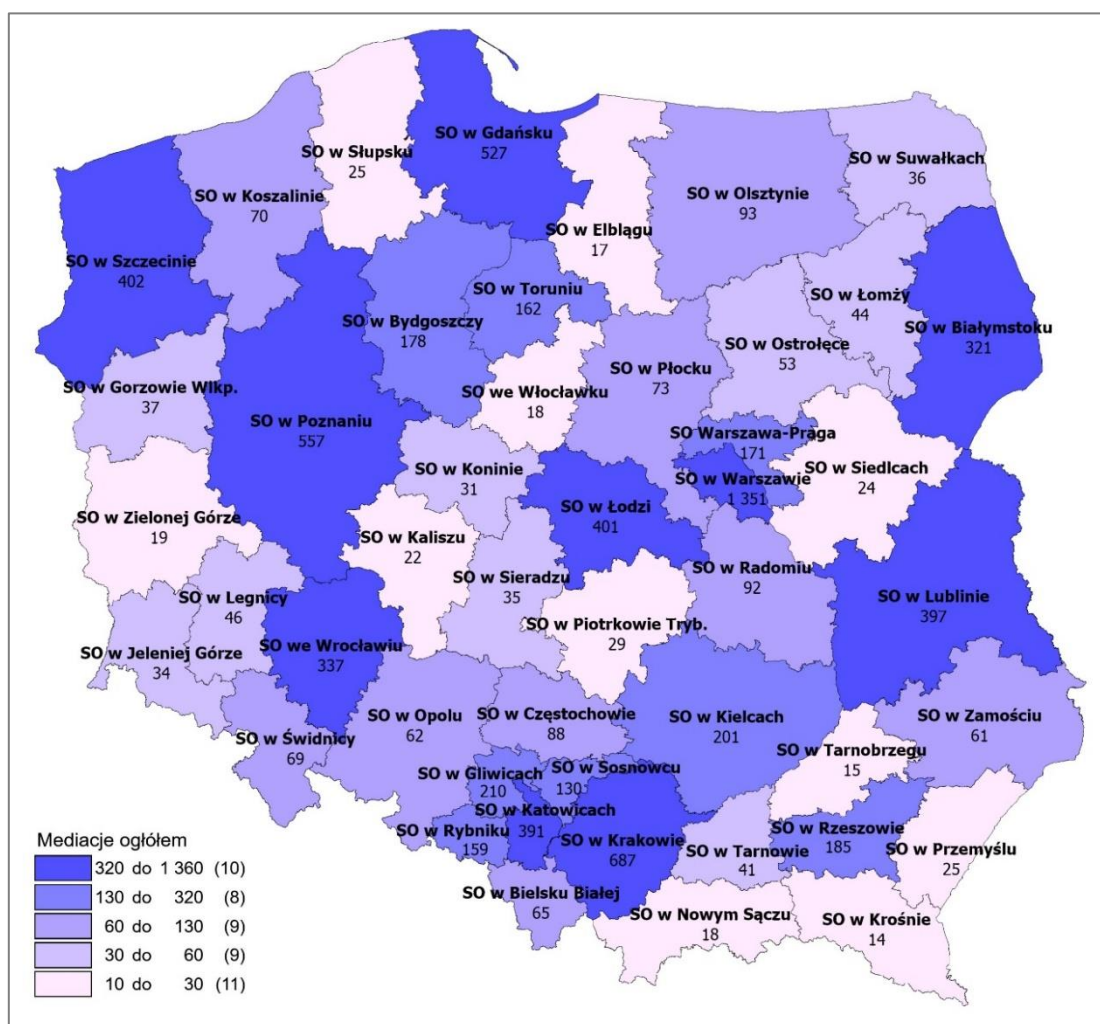 SO w Gdańsku
527
SO w Słupsku
25
SO w Suwałkach
36
SO w Koszalinie
70
SO w Olsztynie
93
SO w Elblągu
17
SO w Szczecinie
402
SO w Toruniu
162
SO w Łomży
44
SO w Bydgoszczy
178
SO w Białymstoku
321
SO w Ostrołęce
53
SO w Płocku
73
SO w Gorzowie Wlkp.
37
SO we Włocławku
18
SO w Poznaniu
557
SO Warszawa-Praga
171
SO w Koninie
31
SO w Warszawie
1 351
SO w Siedlcach
24
SO w Łodzi
401
SO w Zielonej Górze
19
SO w Kaliszu
22
SO w Sieradzu
35
SO w Radomiu
92
SO w Legnicy
46
SO w Lublinie
397
SO w Piotrkowie Tryb.
29
SO we Wrocławiu
337
SO w Jeleniej Górze
34
SO w Opolu
62
SO w Częstochowie
88
SO w Kielcach
201
SO w Zamościu
61
SO w Świdnicy
69
SO w Tarnobrzegu
15
SO w Gliwicach
210
SO w Sosnowcu
130
SO w Katowicach
391
SO w Rybniku
159
SO w Krakowie
687
SO w Rzeszowie
185
SO w Tarnowie
41
SO w Przemyślu
25
SO w Bielsku Białej
65
SO w Nowym Sączu
18
SO w Krośnie
14
Mediacje ogółem
320 do 1 360 (10)
130 do 320 (8)
60 do 130 (9)
30 do 60 (9)
10 do 30 (11)